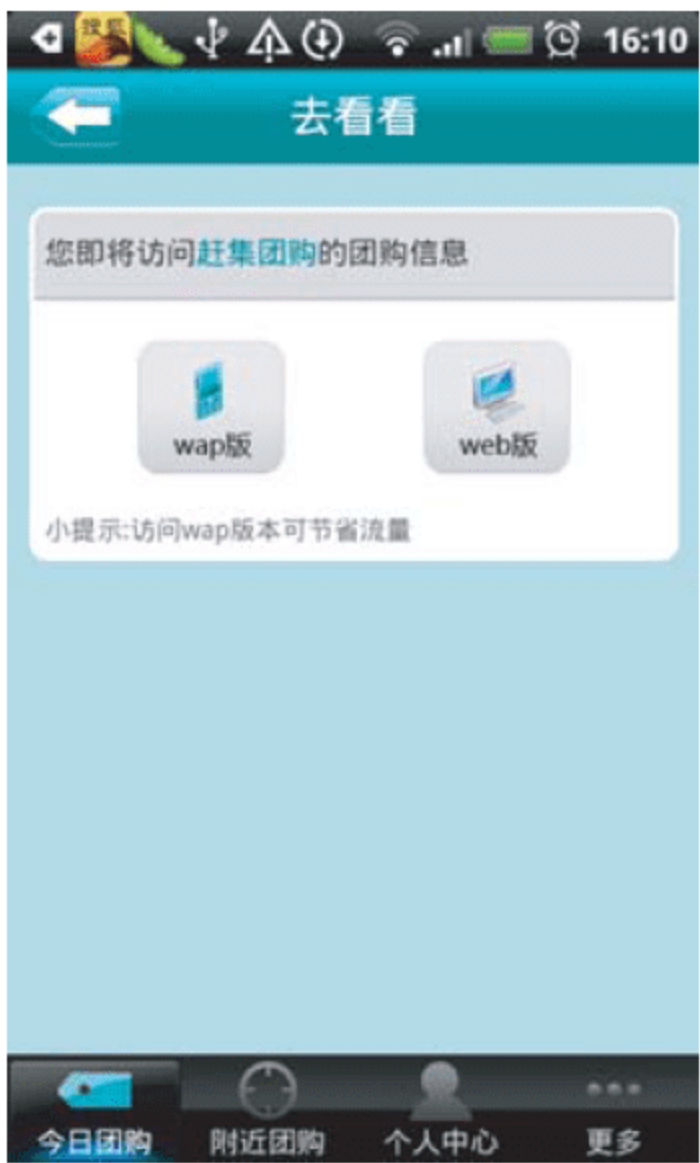 搜狐
16:10
去看看
您即将访问赶集团购的团购信息
wap版
web版
小提示:访问wap版本可节省流量
今日团购
附近团购
个人中心
更多